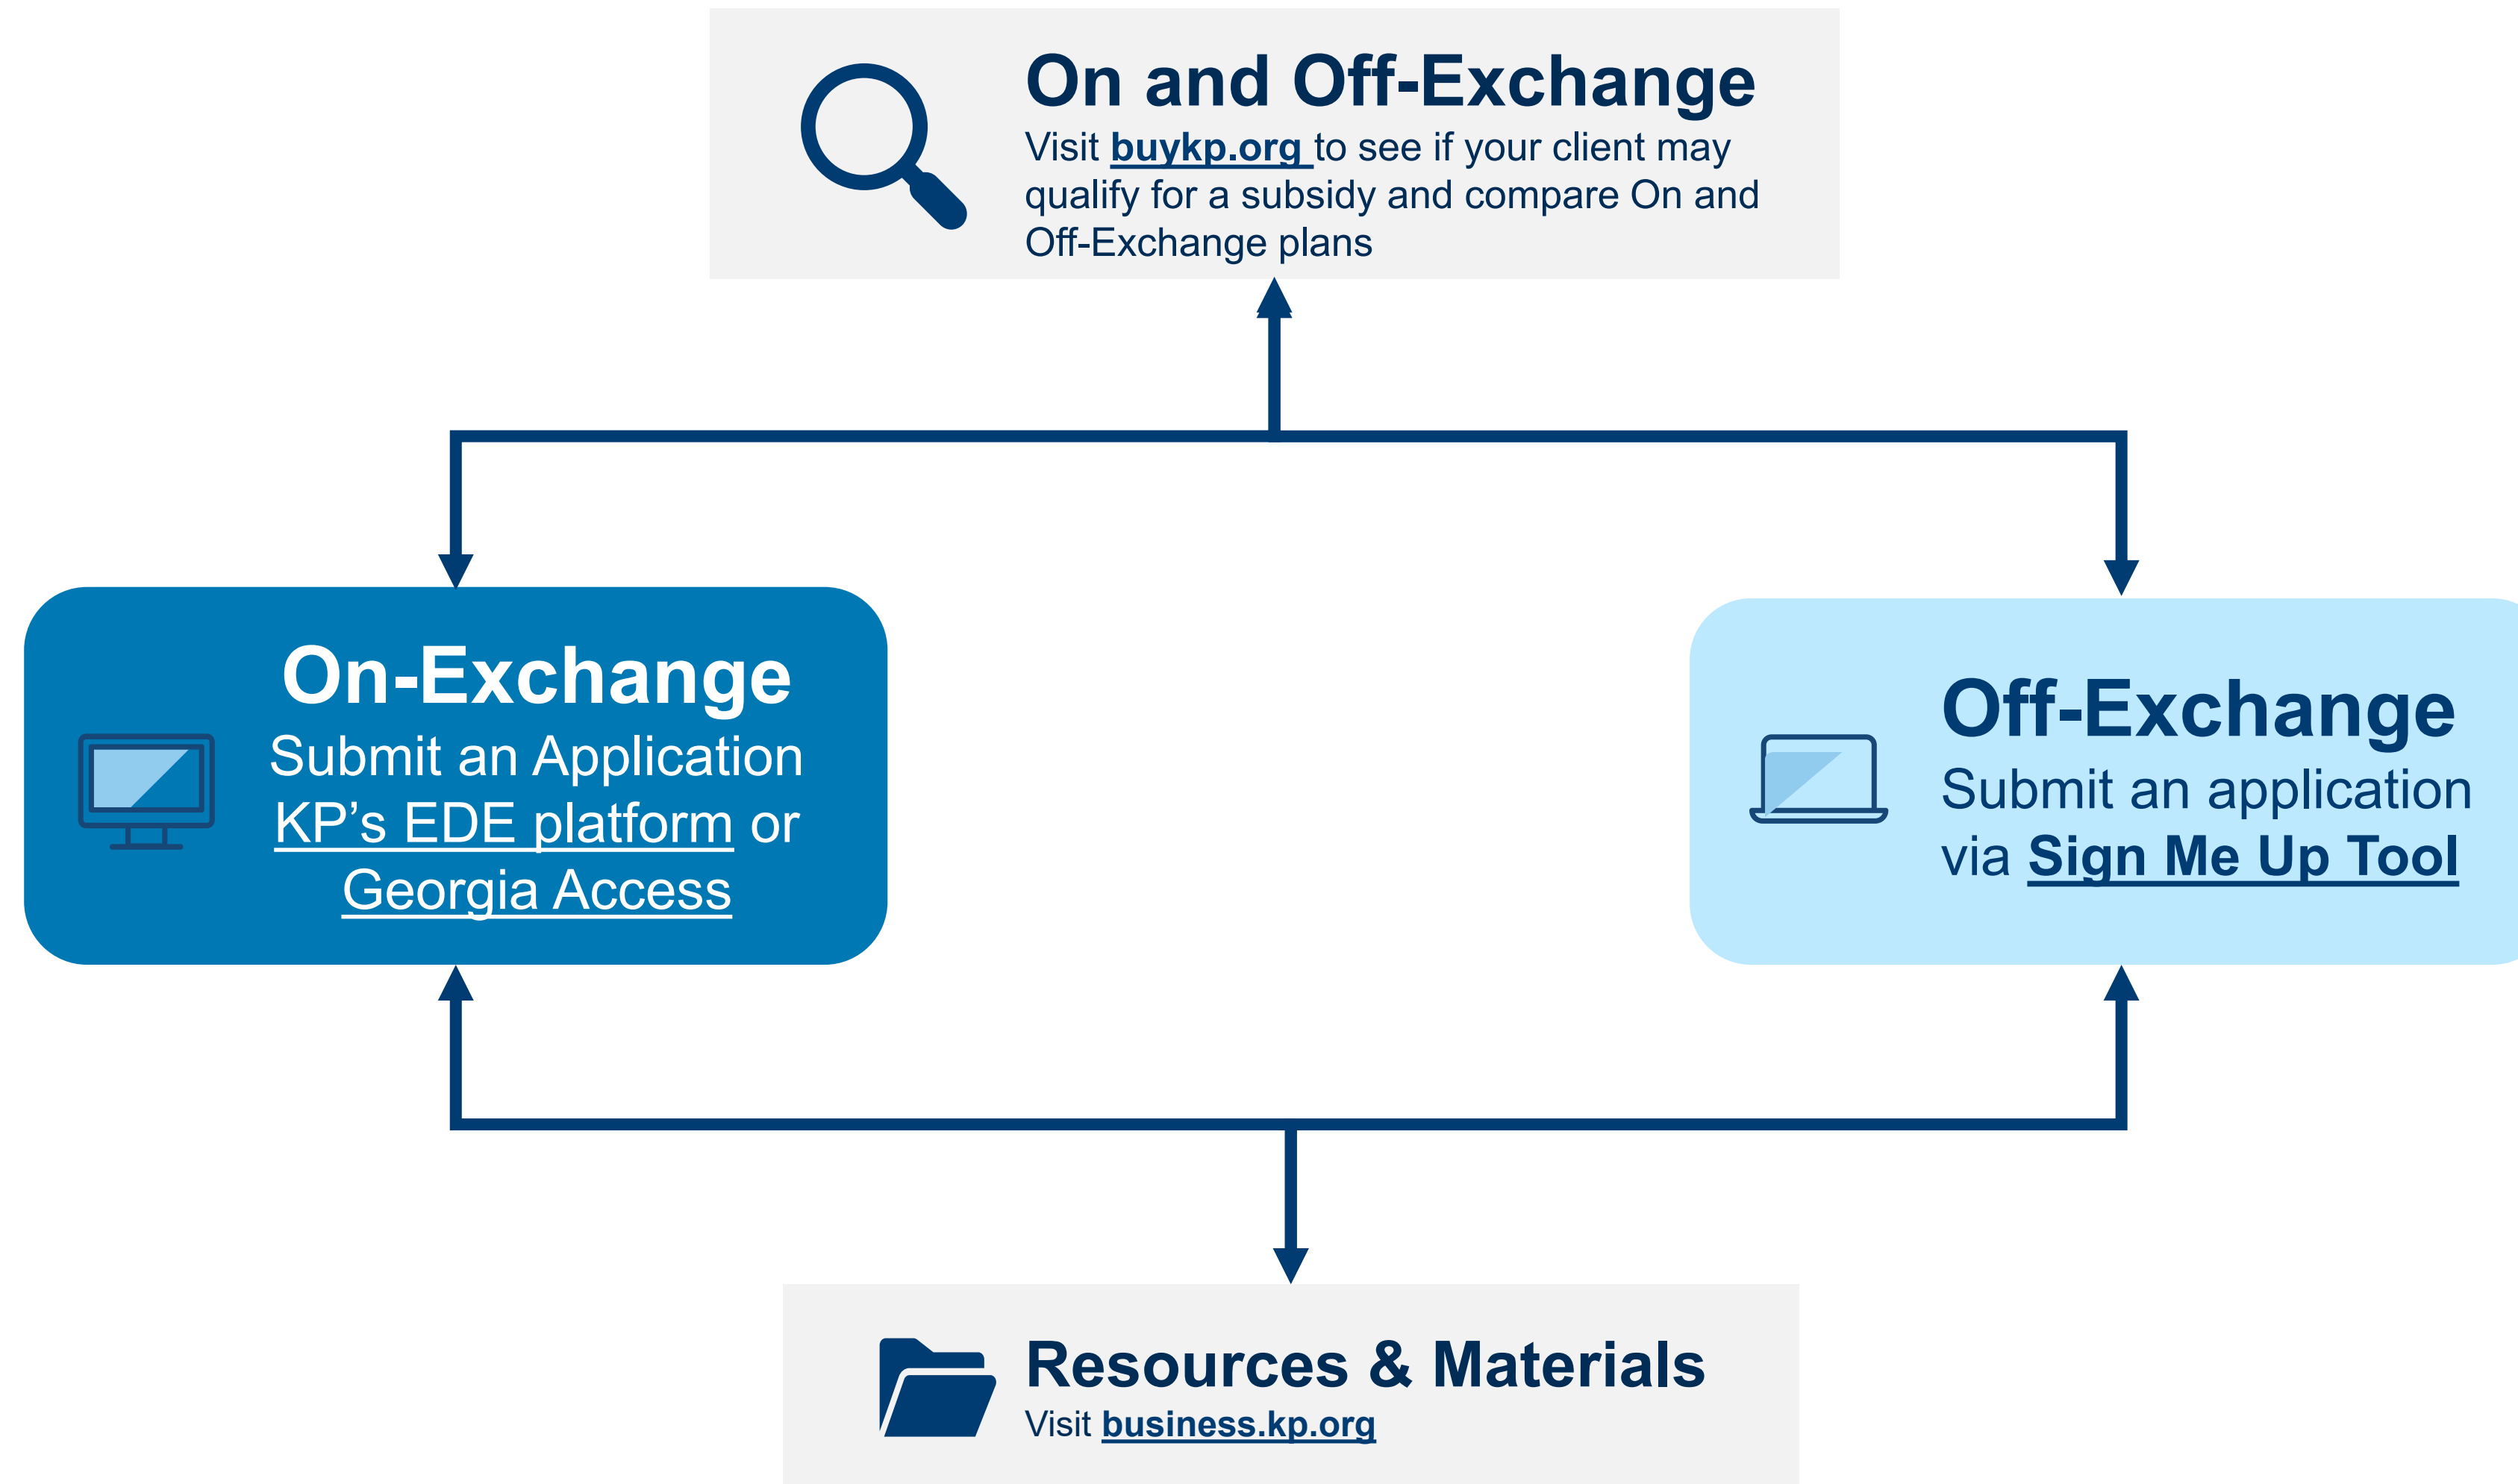 On and Off-Exchange
Visit buykp.org to see if your client may
qualify for a subsidy and compare On and
Off-Exchange plans
On-Exchange
Submit an Application
KP’s EDE platform or
Georgia Access
Off-Exchange
Submit an application
via Sign Me Up Tool
Resources & Materials
Visit business.kp.org